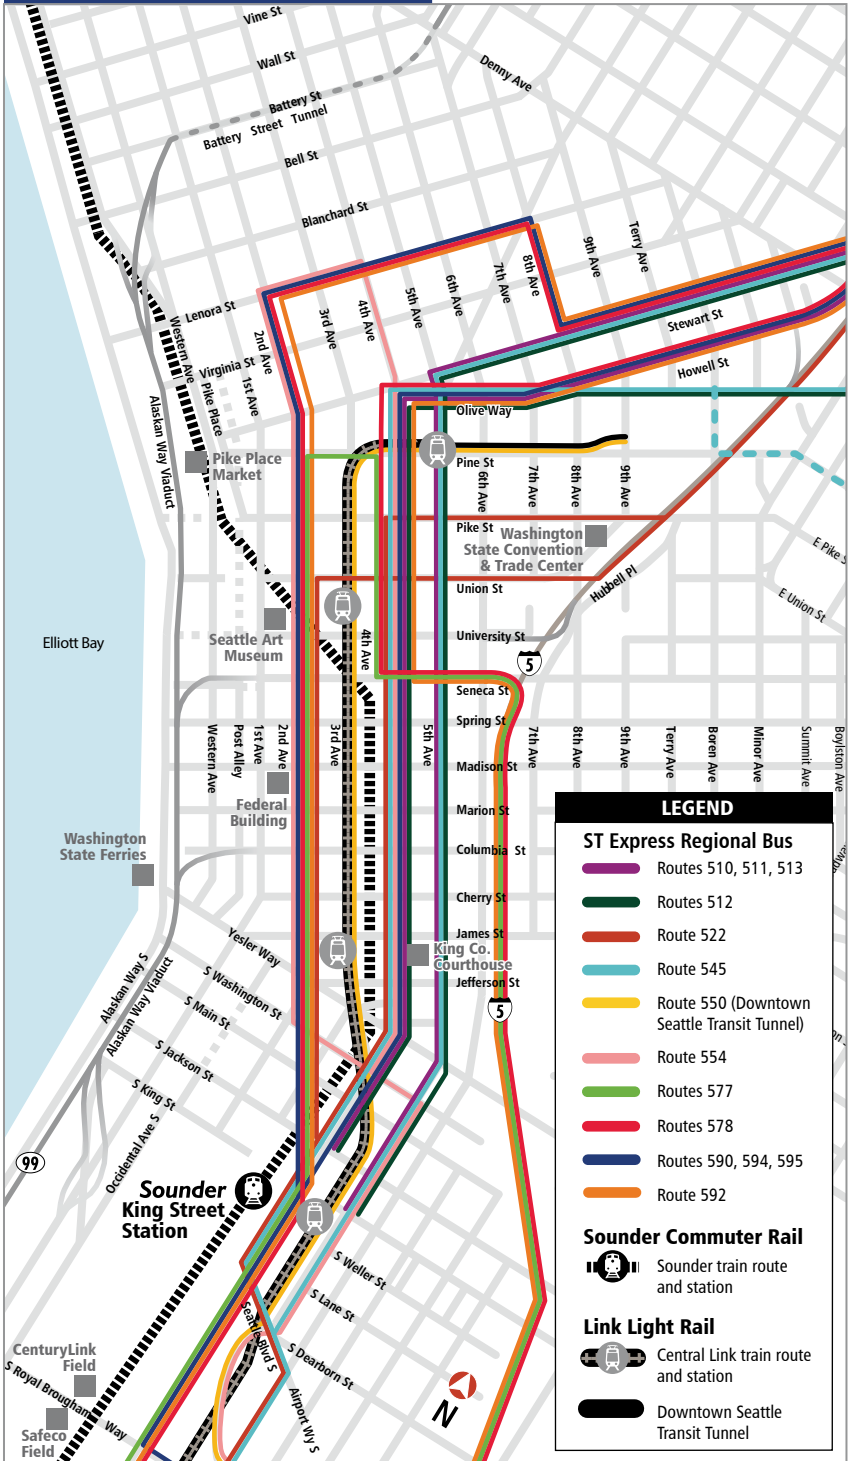 Vine St
Wall St
Denny Ave
Battery St
Battery Street Tunnel
Bell St
Blanchard St
Terry Ave
9th Ave
8th Ave
7th Ave
6th Ave
5th Ave
4th Ave
3rd Ave
2nd Ave
Lenora St
Western Ave
Virginia St
1st Ave
Pike Place
Stewart St
Howell St
Alaskan Way Viaduct
Olive Way
Pike Place
Market
Pine St
6th Ave
7th Ave
8th Ave
9th Ave
Pike St
Washington
State Convention
& Trade Center
E Pike S
Hubbell Pl
Union St
E Union St
Seattle Art
Museum
4th Ave
University St
Elliott Bay
5
Seneca St
Spring St
Western Ave
Post Alley
1st Ave
2nd Ave
3rd Ave
5th Ave
7th Ave
8th Ave
9th Ave
Terry Ave
Boren Ave
Minor Ave
Summit Ave
Boylston Ave
Madison St
Federal
Building
Marion St
Washington
State Ferries
Columbia St
Cherry St
James St
King Co.
Courthouse
Jefferson St
5
Yesler Way
S Washington St
S Main St
S Jackson St
S King St
Alaskan Way S
Alaskan Way Viaduct
Occidental Ave S
99
Sounder
King Street
Station
S Weller St
S Lane St
S Dearborn St
Seattle Blvd S
Airport Wy S
CenturyLink
Field
S Royal Brougham Way
Safeco
Field
N
LEGEND
ST Express Regional Bus
Routes 510, 511, 513
Routes 512
Route 522
Route 545
Route 550 (Downtown
Seattle Transit Tunnel)
Route 554
Routes 577
Routes 578
Routes 590, 594, 595
Route 592
Sounder Commuter Rail
Sounder train route
and station
Link Light Rail
Central Link train route
and station
Downtown Seattle
Transit Tunnel